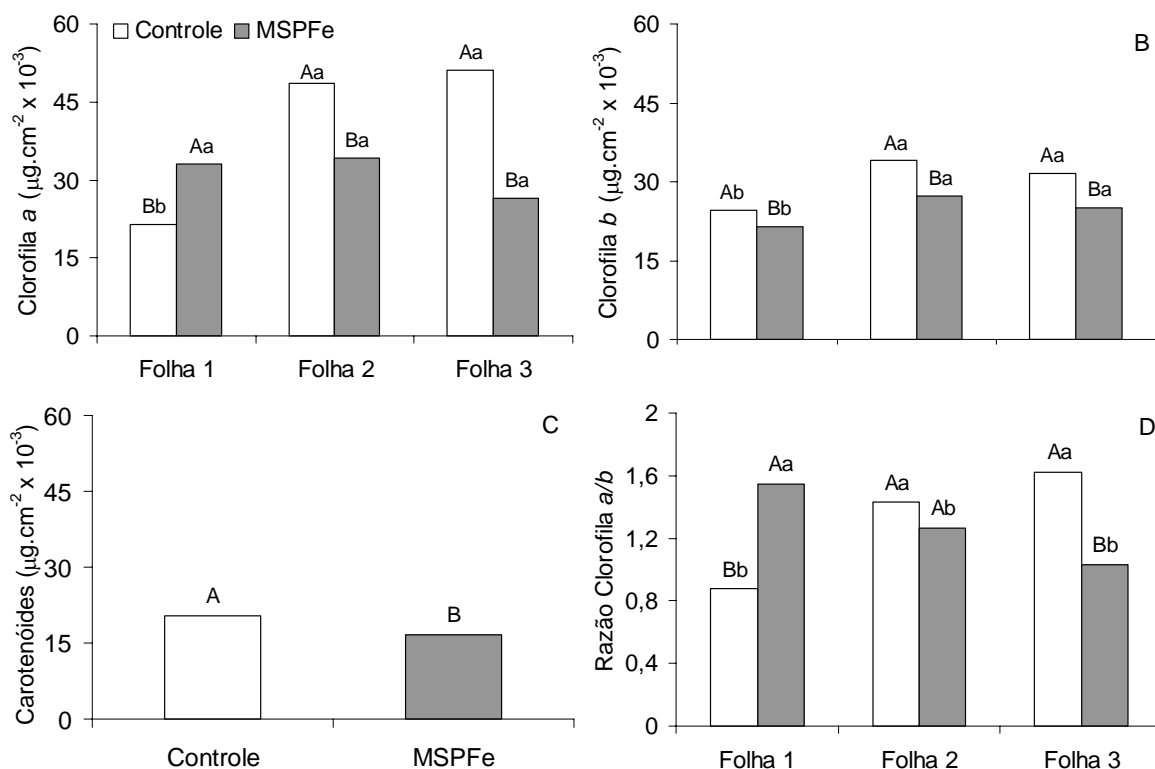 Clorofila a (μg.cm⁻² x 10⁻³)
60
45
30
15
0
Controle MSPFe
Bb Aa Aa Ba Aa Ba
Folha 1 Folha 2 Folha 3
B
Clorofila b (μg.cm⁻² x 10⁻³)
60
45
30
15
0
Ab Bb Aa Ba Aa Ba
C
Carotenóides (μg.cm⁻² x 10⁻³)
60
45
30
15
0
A B
Controle MSPFe
D
Razão Clorofila a/b
2
1,6
1,2
0,8
0,4
0
Bb Aa Aa Ab Aa Bb
Folha 1 Folha 2 Folha 3